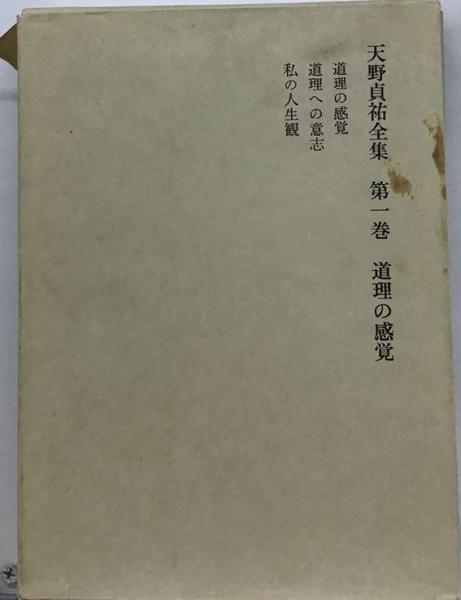 天野貞祐全集 第一巻 道理の感覚
道理の感覚
道理への意志
私の人生観